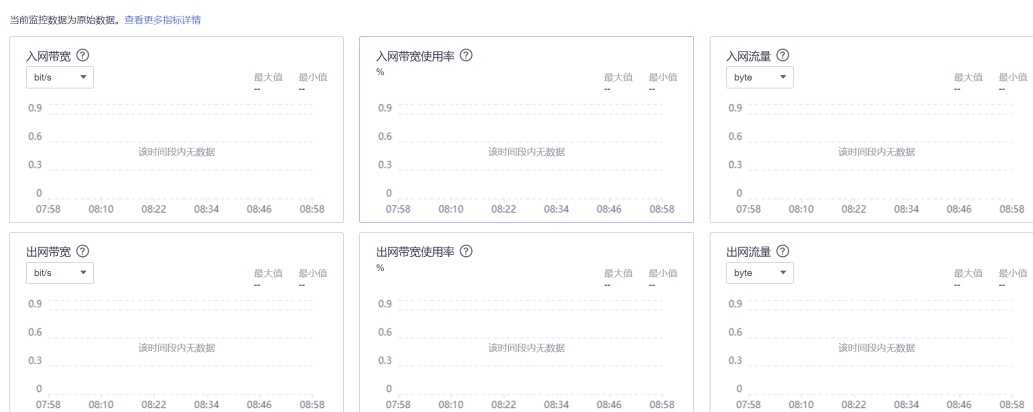 当前监控数据为原始数据。查看更多指标详情
入网带宽 ?
bit/s
最大值 最小值
-- --
0.9
0.6
该时间段内无数据
0.3
0
07:58 08:10 08:22 08:34 08:46 08:58
入网带宽使用率 ?
%
最大值 最小值
-- --
0.9
0.6
该时间段内无数据
0.3
0
07:58 08:10 08:22 08:34 08:46 08:58
入网流量 ?
byte
最大值 最小值
-- --
0.9
0.6
该时间段内无数据
0.3
0
07:58 08:10 08:22 08:34 08:46 08:58
出网带宽 ?
bit/s
最大值 最小值
-- --
0.9
0.6
该时间段内无数据
0.3
0
07:58 08:10 08:22 08:34 08:46 08:58
出网带宽使用率 ?
%
最大值 最小值
-- --
0.9
0.6
该时间段内无数据
0.3
0
07:58 08:10 08:22 08:34 08:46 08:58
出网流量 ?
byte
最大值 最小值
-- --
0.9
0.6
该时间段内无数据
0.3
0
07:58 08:10 08:22 08:34 08:46 08:58